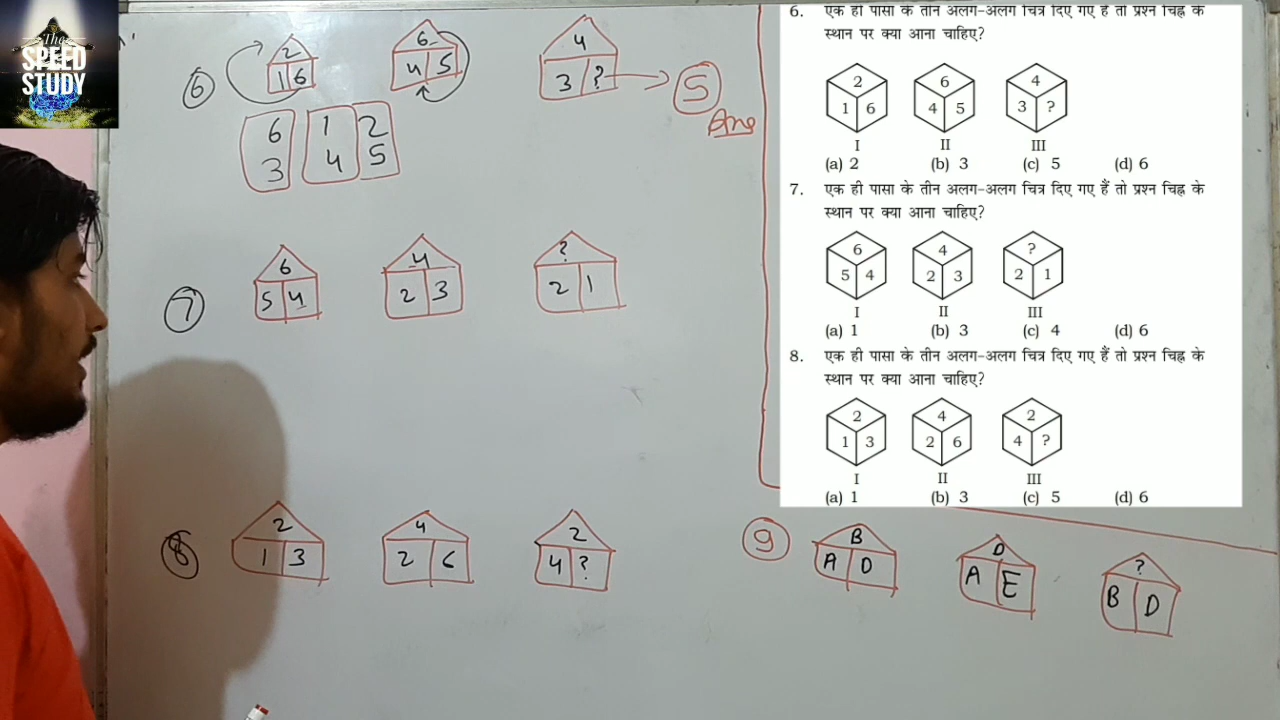 The
SPEED
STUDY
6
2
1 6
6
4 5
4
3 ?
5
Ans
6 1 2
3 4 5
7
6
5 4
4
2 3
?
2 1
8
2
1 3
4
2 6
2
4 ?
9
B
A D
D
A E
?
B D
6. एक ही पासा के तीन अलग-अलग चित्र दिए गए हैं तो प्रश्न चिह्न के
स्थान पर क्या आना चाहिए?
2 6 4
1 6 4 5 3 ?
I II III
(a) 2 (b) 3 (c) 5 (d) 6
7. एक ही पासा के तीन अलग-अलग चित्र दिए गए हैं तो प्रश्न चिह्न के
स्थान पर क्या आना चाहिए?
6 4 ?
5 4 2 3 2 1
I II III
(a) 1 (b) 3 (c) 4 (d) 6
8. एक ही पासा के तीन अलग-अलग चित्र दिए गए हैं तो प्रश्न चिह्न के
स्थान पर क्या आना चाहिए?
2 4 2
1 3 2 6 4 ?
I II III
(a) 1 (b) 3 (c) 5 (d) 6